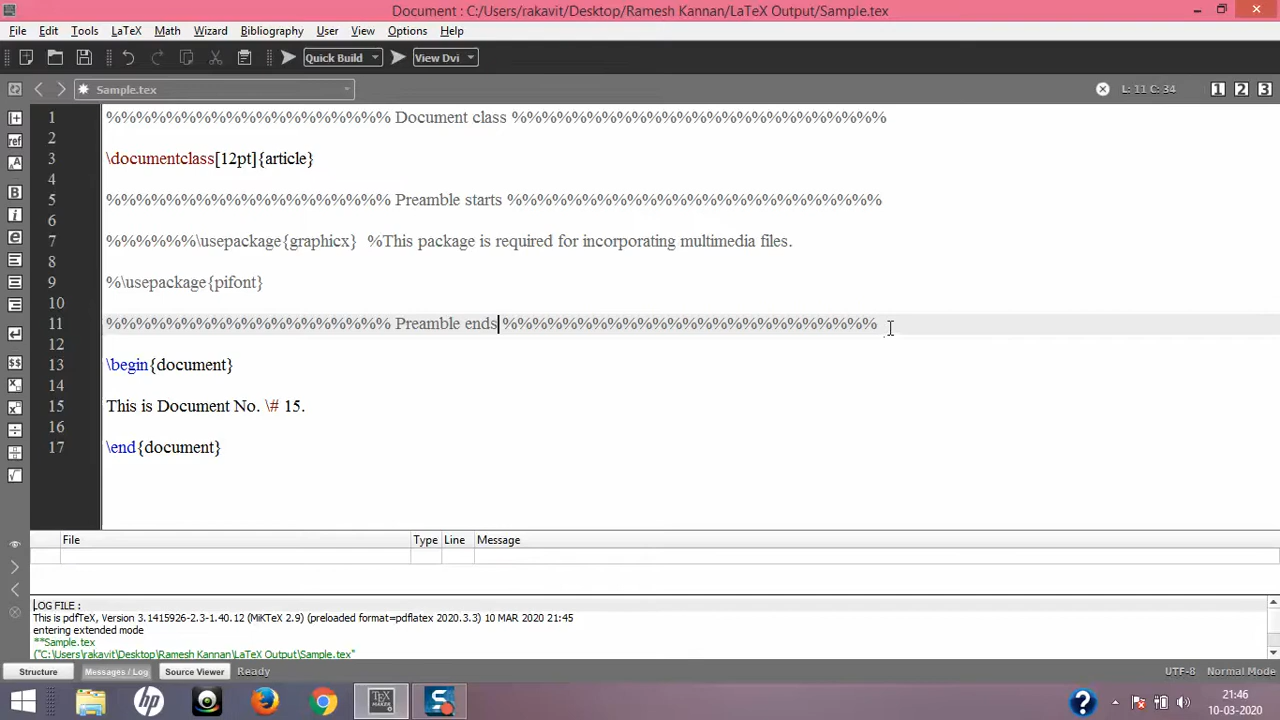 Document : C:/Users/rakavit/Desktop/Ramesh Kannan/LaTeX Output/Sample.tex
File Edit Tools LaTeX Math Wizard Bibliography User View Options Help
Quick Build View Dvi
Sample.tex L: 11 C: 34 1 2 3
1 %%%%%%%%%%%%%%%%%%% Document class %%%%%%%%%%%%%%%%%%%%%%%%%
2
3 \documentclass[12pt]{article}
4
5 %%%%%%%%%%%%%%%%%%% Preamble starts %%%%%%%%%%%%%%%%%%%%%%%%%
6
7 %%%%%%\usepackage{graphicx} %This package is required for incorporating multimedia files.
8
9 %\usepackage{pifont}
10
11 %%%%%%%%%%%%%%%%%%% Preamble ends %%%%%%%%%%%%%%%%%%%%%%%%%
12
13 \begin{document}
14
15 This is Document No. \# 15.
16
17 \end{document}
File Type Line Message
LOG FILE :
This is pdfTeX, Version 3.1415926-2.3-1.40.12 (MiKTeX 2.9) (preloaded format=pdflatex 2020.3.3) 10 MAR 2020 21:45
entering extended mode
**Sample.tex
("C:\Users\rakavit\Desktop\Ramesh Kannan\LaTeX Output\Sample.tex"
Structure Messages / Log Source Viewer Ready UTF-8 Normal Mode
21:46
10-03-2020